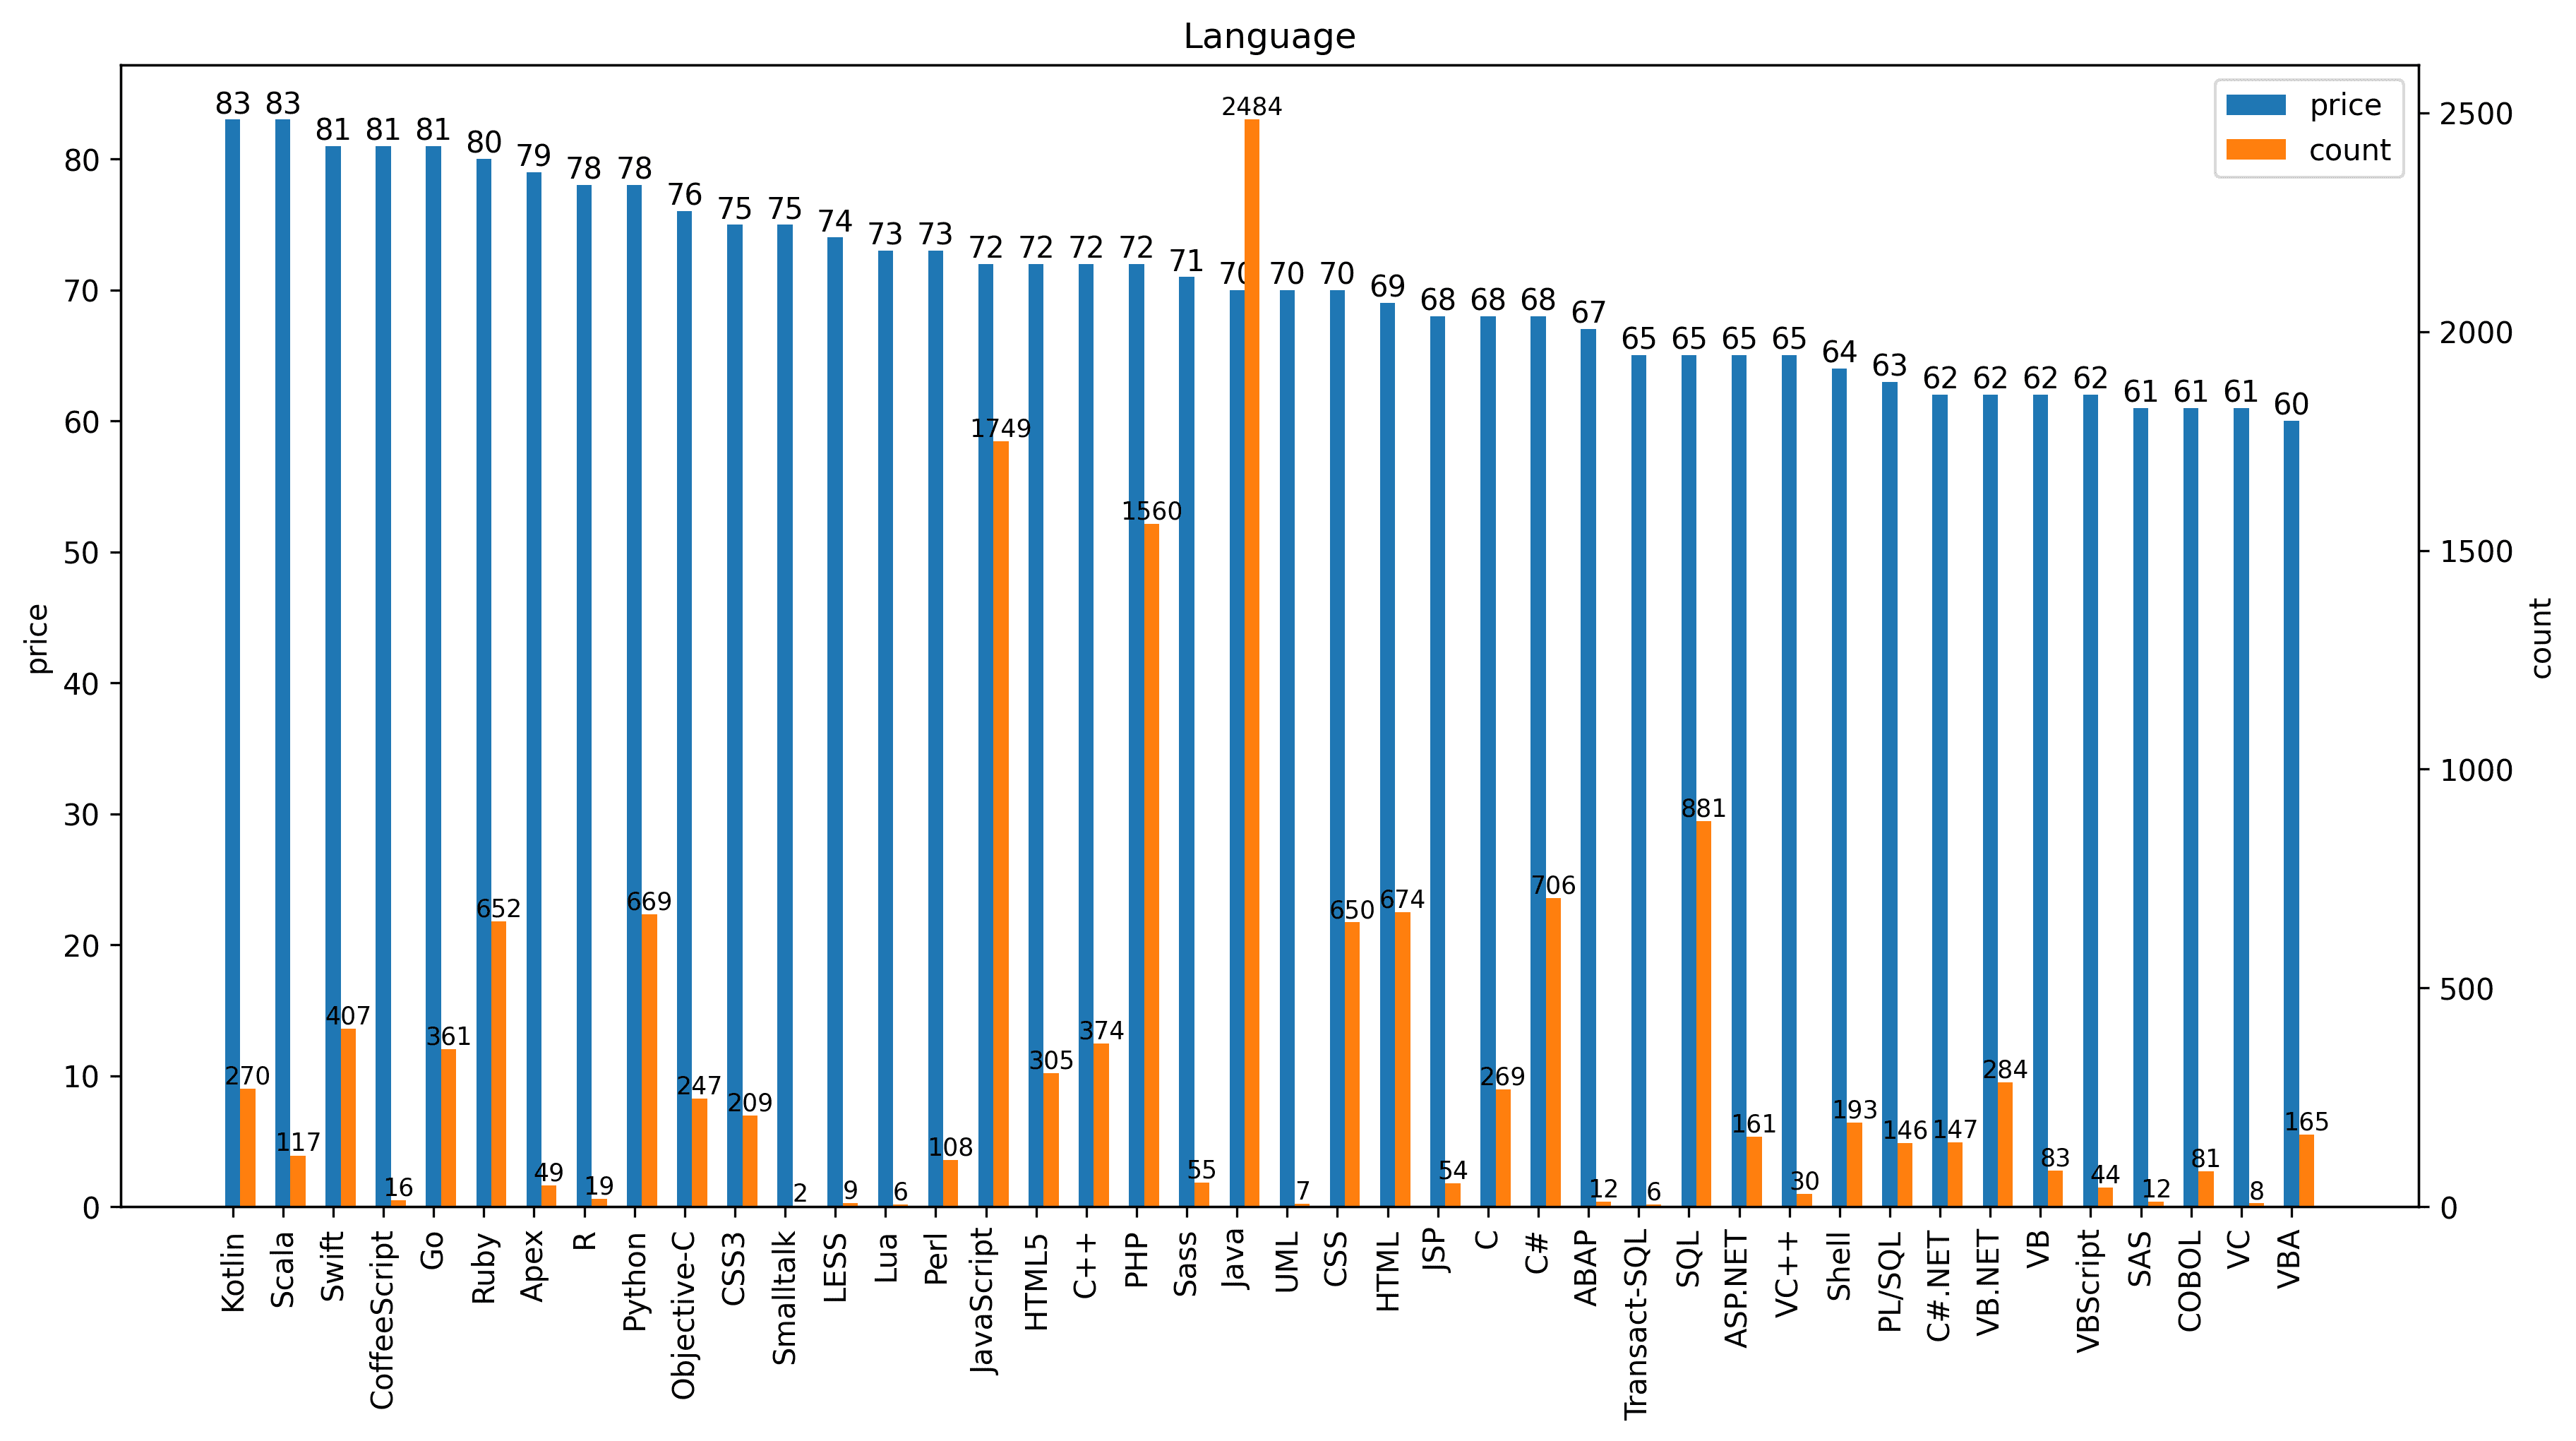 Language
price
count
83 83 81 81 81 80 79 78 78 76 75 75 74 73 73 72 72 72 72 71 70 70 70 69 68 68 68 67 65 65 65 65 64 63 62 62 62 62 61 61 61 60
270 117 407 16 361 652 49 19 669 247 209 2 9 6 108 1749 305 374 1560 55 2484 7 650 674 54 269 706 12 6 881 161 30 193 146 147 284 83 44 12 81 8 165
80
70
60
50
40
30
20
10
0
price
2500
2000
1500
1000
500
0
count
Kotlin
Scala
Swift
CoffeeScript
Go
Ruby
Apex
R
Python
Objective-C
CSS3
Smalltalk
LESS
Lua
Perl
JavaScript
HTML5
C++
PHP
Sass
Java
UML
CSS
HTML
JSP
C
C#
ABAP
Transact-SQL
SQL
ASP.NET
VC++
Shell
PL/SQL
C#.NET
VB.NET
VB
VBScript
SAS
COBOL
VC
VBA